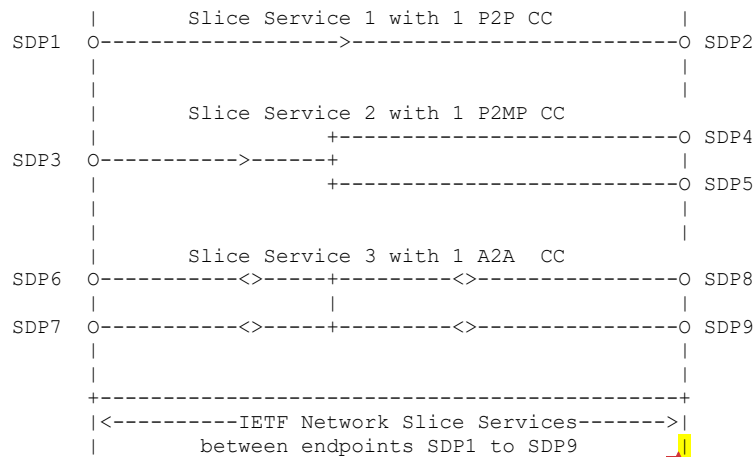 | Slice Service 1 with 1 P2P CC |
SDP1 O---------------------->-----------------------------O SDP2
| |
| |
| Slice Service 2 with 1 P2MP CC
| +-----------------------------O SDP4
SDP3 O----------->------+ |
| +-----------------------------O SDP5
| |
| |
| Slice Service 3 with 1 A2A  CC
SDP6 O-----------<>-----+---------<>-----------------O SDP8
| | |
SDP7 O-----------<>-----+---------<>-----------------O SDP9
| |
| |
+--------------------------------------------------+
|<----------IETF Network Slice Services------->|
| between endpoints SDP1 to SDP9 |